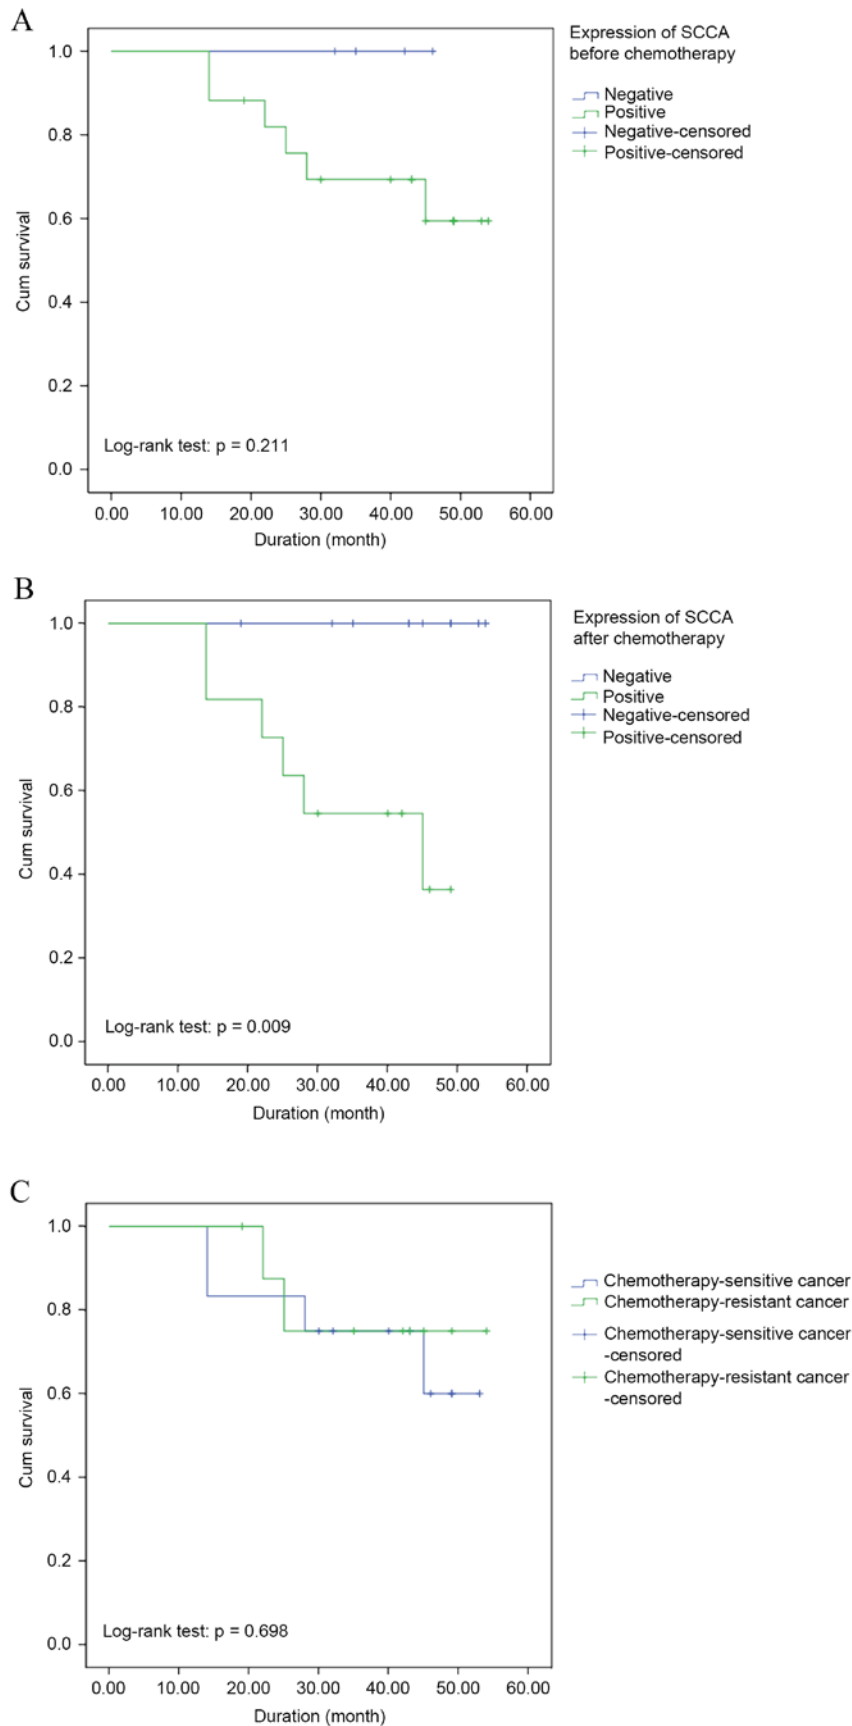 A
Expression of SCCA
before chemotherapy
Negative
Positive
Negative-censored
Positive-censored
1.0
0.8
0.6
0.4
0.2
0.0
Cum survival
Log-rank test: p = 0.211
0.00 10.00 20.00 30.00 40.00 50.00 60.00
Duration (month)
B
Expression of SCCA
after chemotherapy
Negative
Positive
Negative-censored
Positive-censored
1.0
0.8
0.6
0.4
0.2
0.0
Cum survival
Log-rank test: p = 0.009
0.00 10.00 20.00 30.00 40.00 50.00 60.00
Duration (month)
C
Chemotherapy-sensitive cancer
Chemotherapy-resistant cancer
Chemotherapy-sensitive cancer
-censored
Chemotherapy-resistant cancer
-censored
1.0
0.8
0.6
0.4
0.2
0.0
Cum survival
Log-rank test: p = 0.698
0.00 10.00 20.00 30.00 40.00 50.00 60.00
Duration (month)